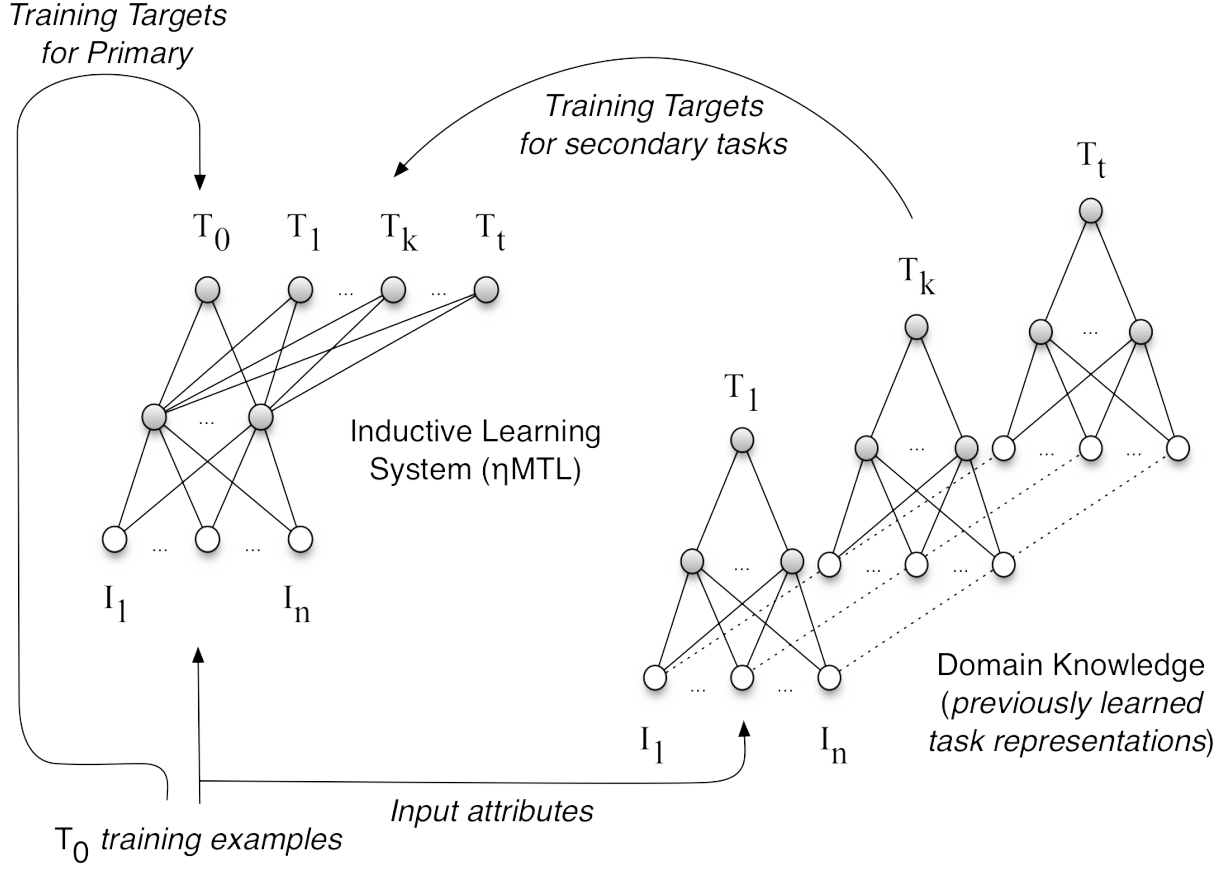 Training Targets
for Primary
Training Targets
for secondary tasks
T0 T1 Tk Tt
... ...
...
Inductive Learning
System (ηMTL)
... ...
I1 In
Tt
...
... ...
Tk
...
... ...
T1
...
... ...
I1 In
Domain Knowledge
(previously learned
task representations)
Input attributes
T0 training examples